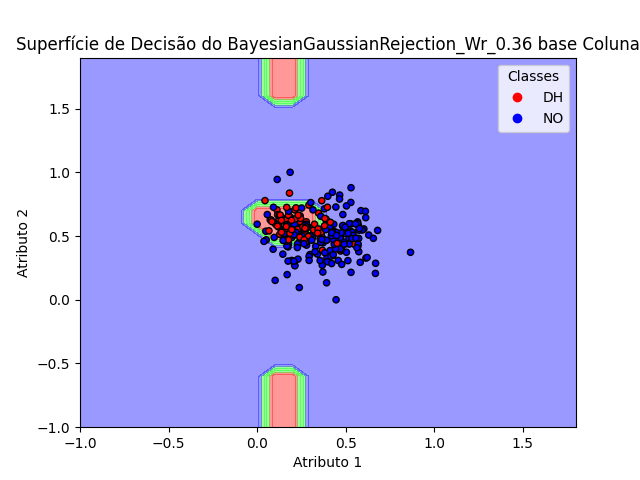 Superfície de Decisão do BayesianGaussianRejection_Wr_0.36 base Coluna
Classes
DH
NO
Atributo 2
1.5
1.0
0.5
0.0
−0.5
−1.0
−1.0
−0.5
0.0
0.5
1.0
1.5
Atributo 1